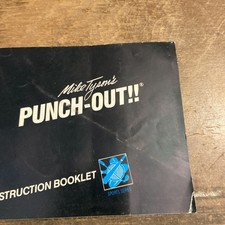 Mike Tyson's
PUNCH-OUT!!®
STRUCTION BOOKLET